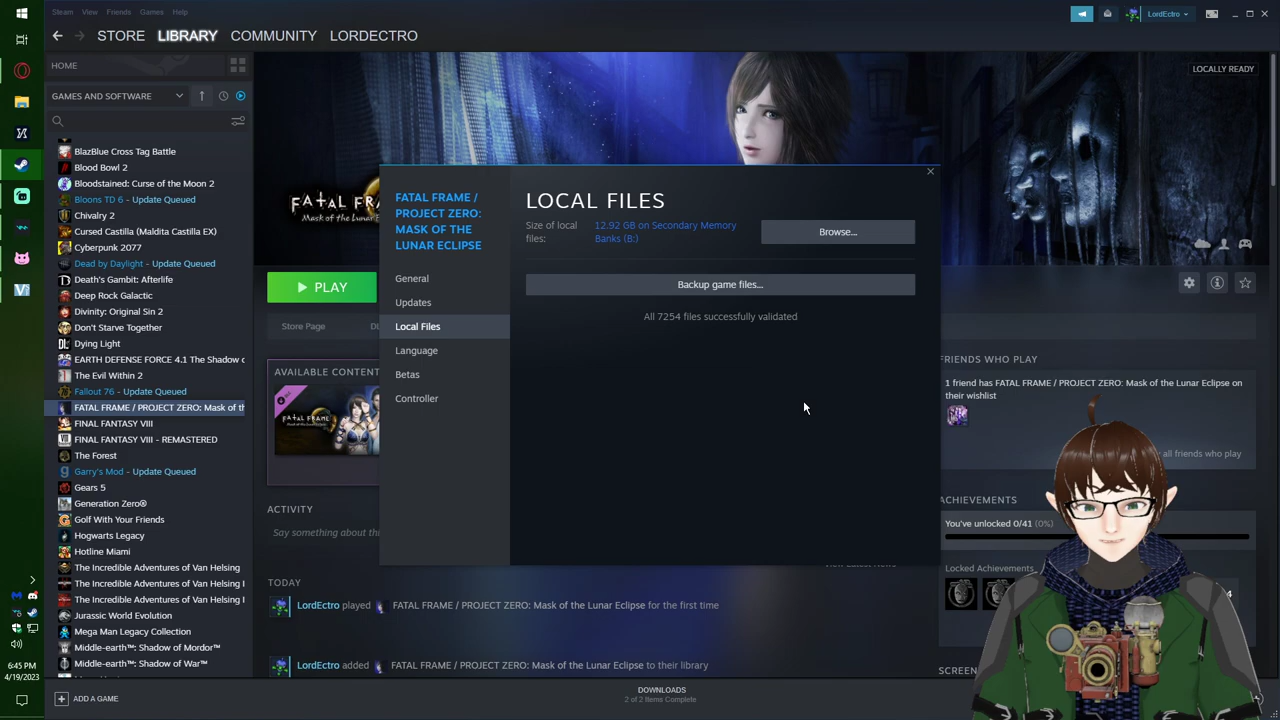 Steam View Friends Games Help
LordEctro
STORE LIBRARY COMMUNITY LORDECTRO
HOME
GAMES AND SOFTWARE
BlazBlue Cross Tag Battle
Blood Bowl 2
Bloodstained: Curse of the Moon 2
Bloons TD 6 - Update Queued
Chivalry 2
Cursed Castilla (Maldita Castilla EX)
Cyberpunk 2077
Dead by Daylight - Update Queued
Death's Gambit: Afterlife
Deep Rock Galactic
Divinity: Original Sin 2
Don't Starve Together
Dying Light
EARTH DEFENSE FORCE 4.1 The Shadow
The Evil Within 2
Fallout 76 - Update Queued
FATAL FRAME / PROJECT ZERO: Mask of th
FINAL FANTASY VIII
FINAL FANTASY VIII - REMASTERED
The Forest
Garry's Mod - Update Queued
Gears 5
Generation Zero®
Golf With Your Friends
Hogwarts Legacy
Hotline Miami
The Incredible Adventures of Van Helsing
The Incredible Adventures of Van Helsing I
The Incredible Adventures of Van Helsing I
Jurassic World Evolution
Mega Man Legacy Collection
Middle-earth™: Shadow of Mordor™
Middle-earth™: Shadow of War™
ADD A GAME
6:45 PM
4/19/2023
LOCALLY READY
FATAL F
Mask of the Lunar
PLAY
Store Page
AVAILABLE CONTENT
FATAL FRAME
ACTIVITY
Say something about th
FATAL FRAME /
PROJECT ZERO:
MASK OF THE
LUNAR ECLIPSE
General
Updates
Local Files
Language
Betas
Controller
LOCAL FILES
Size of local
files:
12.92 GB on Secondary Memory
Banks (B:)
Browse...
Backup game files...
All 7254 files successfully validated
FRIENDS WHO PLAY
1 friend has FATAL FRAME / PROJECT ZERO: Mask of the Lunar Eclipse on
their wishlist
all friends who play
ACHIEVEMENTS
You've unlocked 0/41 (0%)
Locked Achievements
TODAY
LordEctro played FATAL FRAME / PROJECT ZERO: Mask of the Lunar Eclipse for the first time
LordEctro added FATAL FRAME / PROJECT ZERO: Mask of the Lunar Eclipse to their library
SCREEN
DOWNLOADS
2 of 2 Items Complete